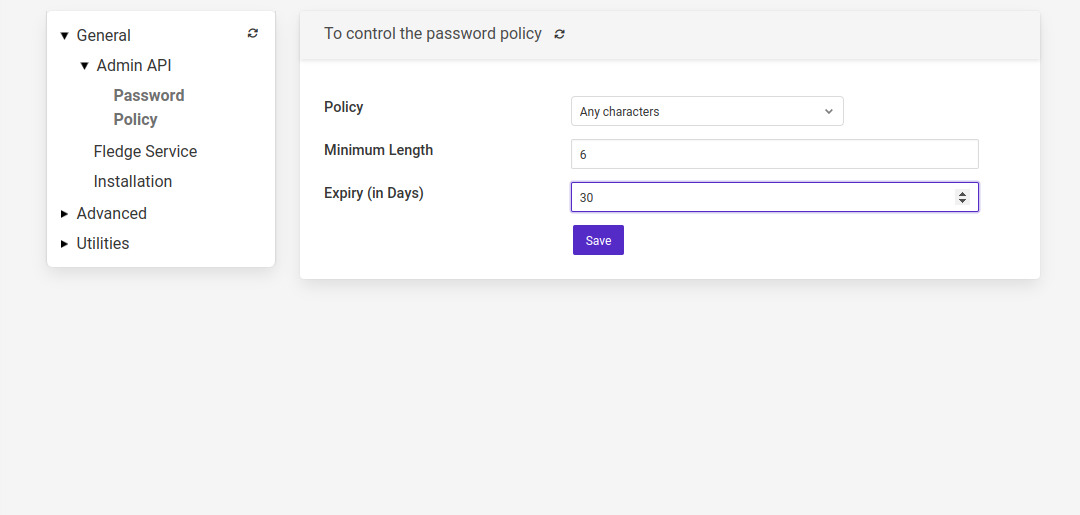 General
Admin API
Password
Policy
Fledge Service
Installation
Advanced
Utilities
To control the password policy
Policy
Any characters
Minimum Length
6
Expiry (in Days)
30
Save